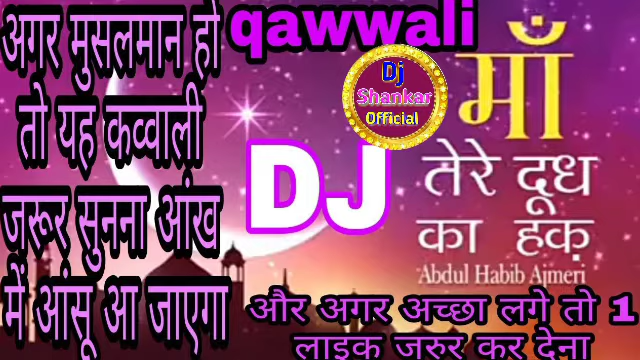 अगर मुसलमान हो
तो यह कव्वाली
जरूर सुनना आंख
में आंसू आ जाएगा
qawwali
Dj
Shankar
Official
DJ
माँ
तेरे दूध
का हक़
Abdul Habib Ajmeri
और अगर अच्छा लगे तो 1
लाइक जरुर कर देना